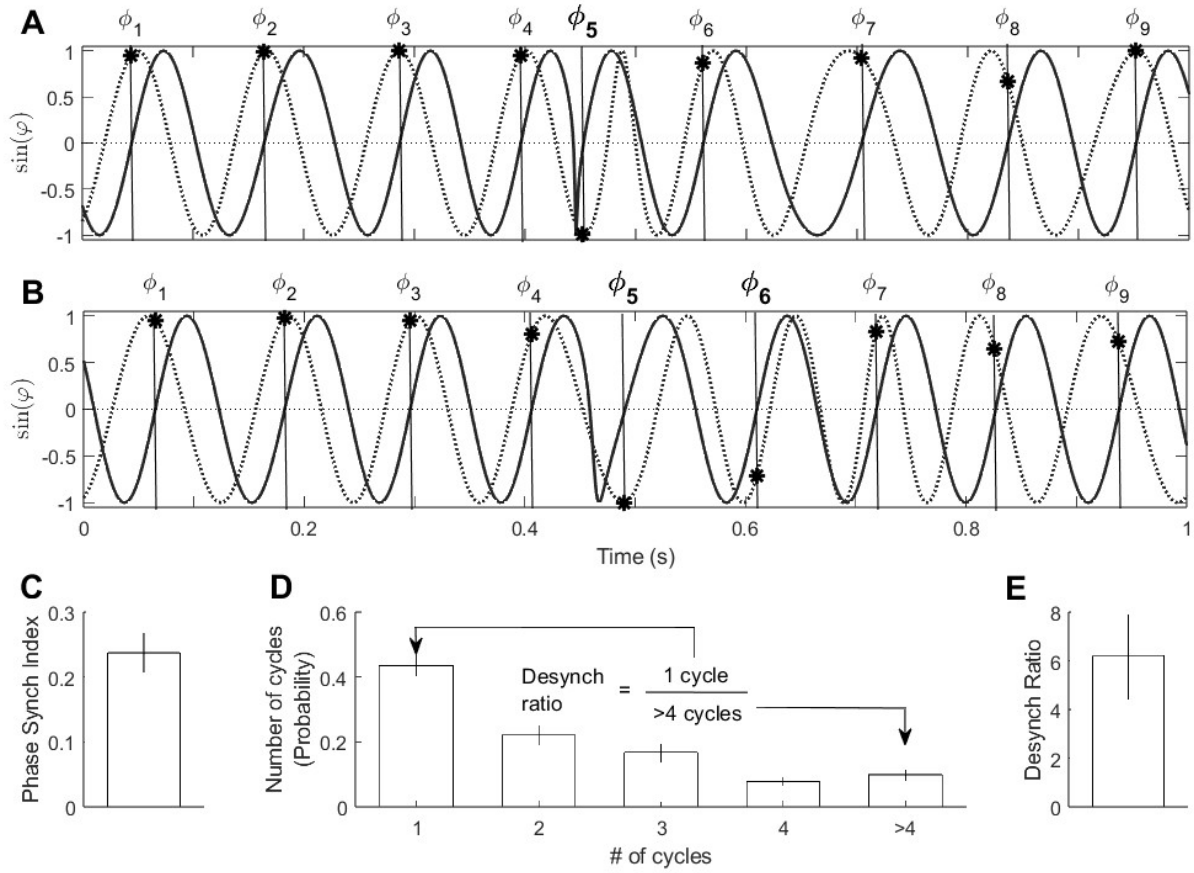 A ϕ1 ϕ2 ϕ3 ϕ4 ϕ5 ϕ6 ϕ7 ϕ8 ϕ9
1
0.5
0
-0.5
-1
sin(φ)
B ϕ1 ϕ2 ϕ3 ϕ4 ϕ5 ϕ6 ϕ7 ϕ8 ϕ9
1
0.5
0
-0.5
-1
sin(φ)
0 0.2 0.4 0.6 0.8 1
Time (s)
C
Phase Synch Index
0.3
0.2
0.1
0
D
Number of cycles
(Probability)
0.6
0.4
0.2
0
Desynch
ratio
=
1 cycle
>4 cycles
1 2 3 4 >4
# of cycles
E
Desynch Ratio
8
6
4
2
0